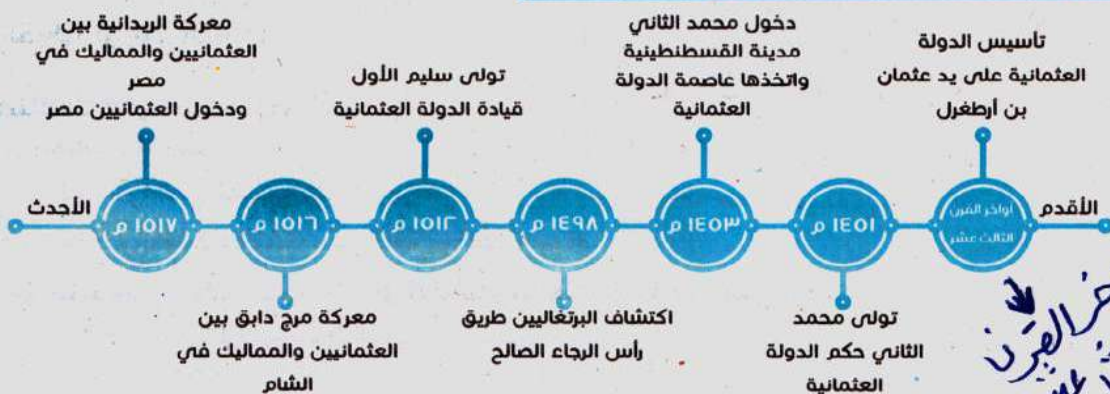 تأسيس الدولة
العثمانية على يد عثمان
بن أرطغرل
دخول محمد الثاني
مدينة القسطنطينية
واتخذها عاصمة الدولة
العثمانية
تولى سليم الأول
قيادة الدولة العثمانية
معركة الريدانية بين
العثمانيين والمماليك في
مصر
ودخول العثمانيين مصر
الأقدم
أواخر القرن
الثالث عشر
١٤٥١ م
١٤٥٣ م
١٤٩٨ م
١٥١٢ م
١٥١٦ م
١٥١٧ م
الأحدث
تولى محمد
الثاني حكم الدولة
العثمانية
اكتشاف البرتغاليين طريق
رأس الرجاء الصالح
معركة مرج دابق بين
العثمانيين والمماليك في
الشام
القرن